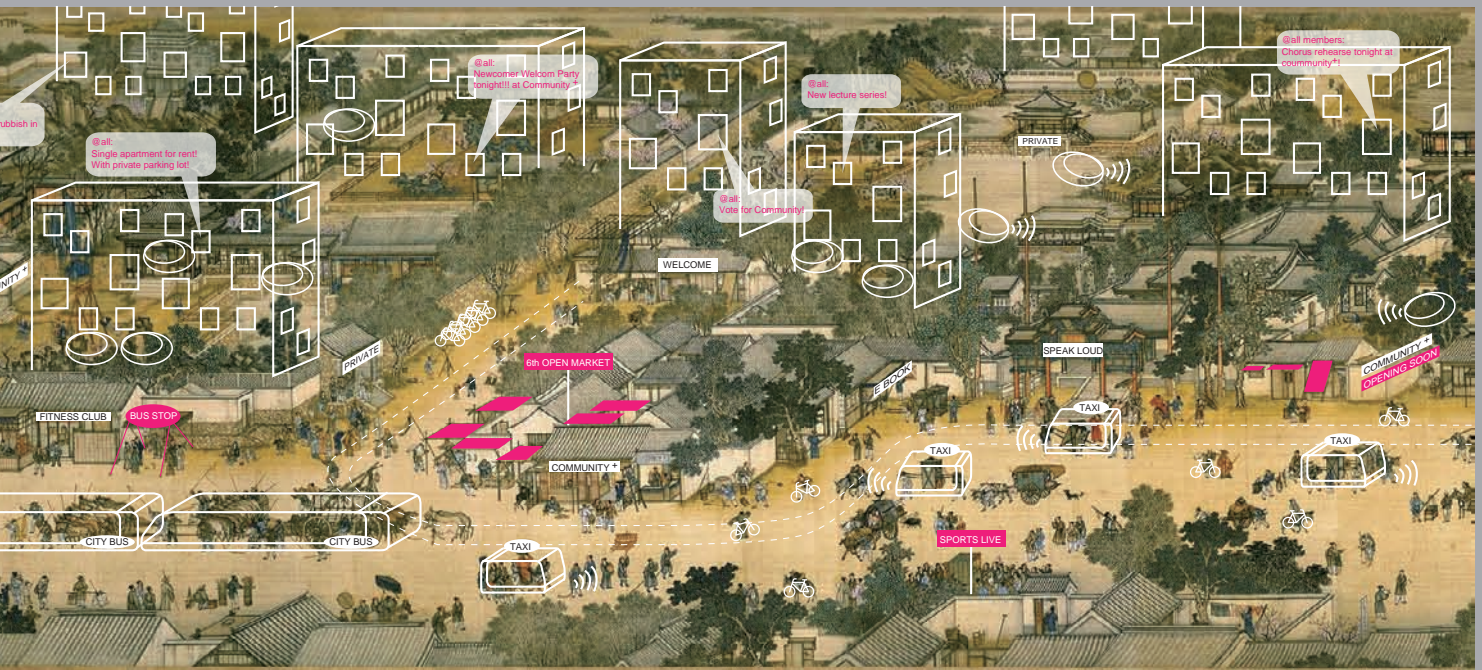 @all:
Newcomer Welcom Party
tonight!!! at Community +
@all members:
Chorus rehearse tonight at
coummunity+!
@all:
New lecture series!
ubbish in
@all:
Single apartment for rent!
With private parking lot!
PRIVATE
@all:
Vote for Community!
WELCOME
NITY +
PRIVATE
6th OPEN MARKET
SPEAK LOUD
COMMUNITY +
OPENING SOON
E BOOK
FITNESS CLUB
BUS STOP
TAXI
TAXI
TAXI
COMMUNITY +
CITY BUS
CITY BUS
TAXI
SPORTS LIVE